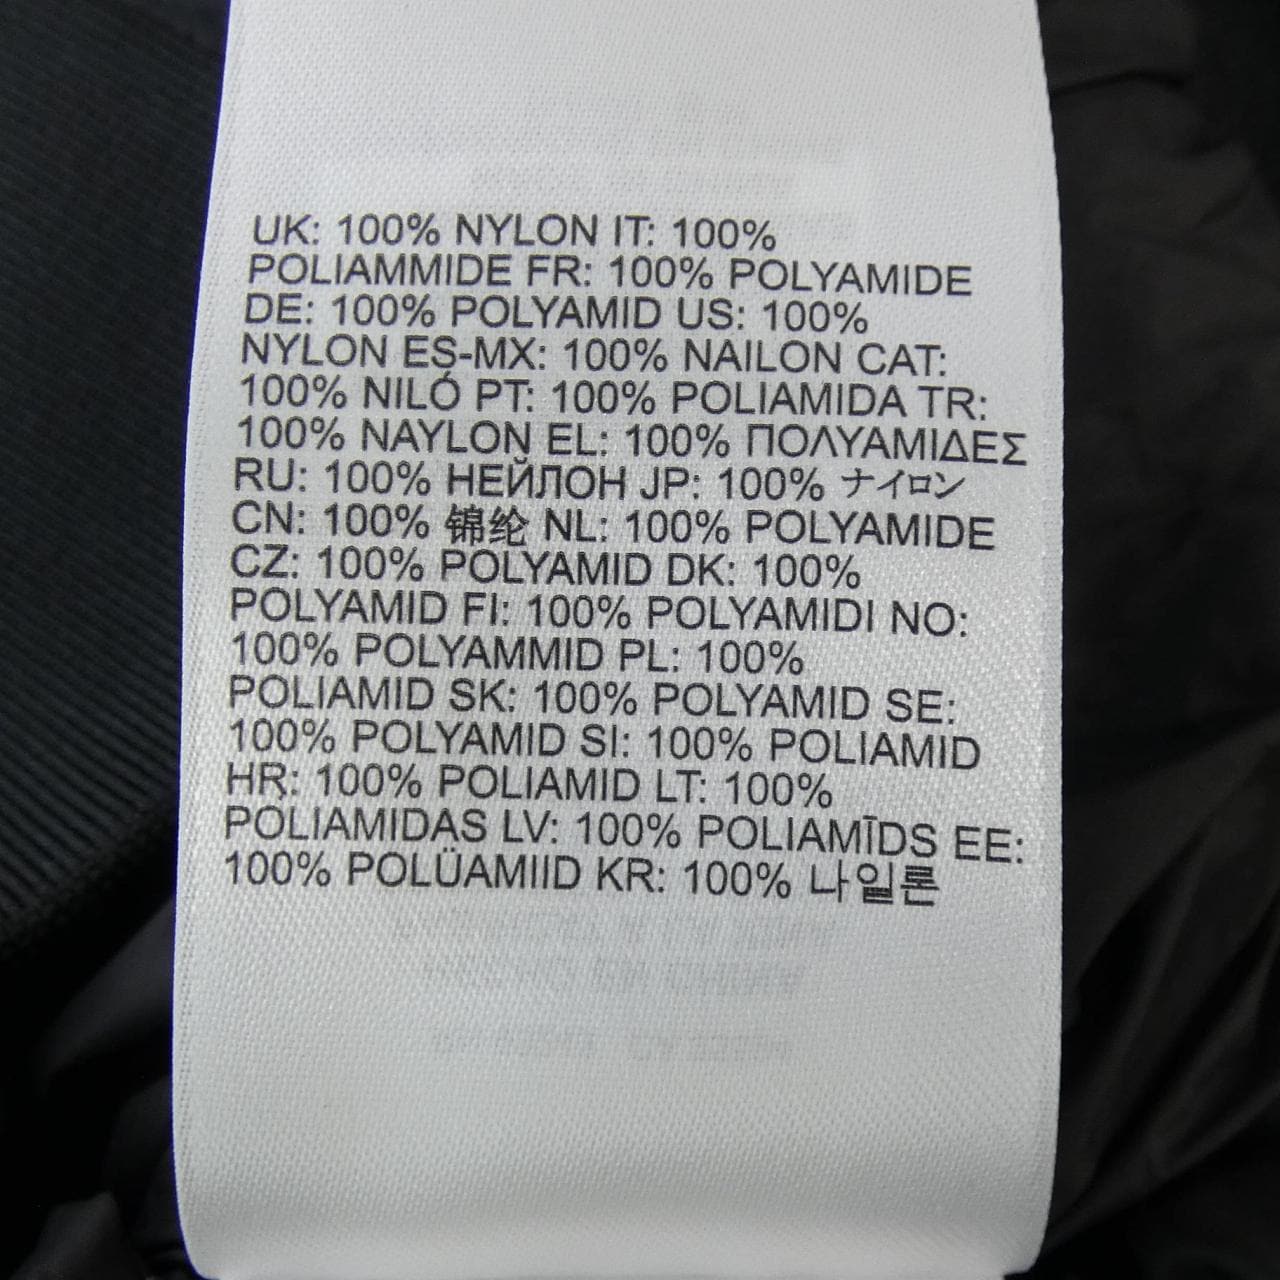 UK: 100% NYLON IT: 100%
POLIAMMIDE FR: 100% POLYAMIDE
DE: 100% POLYAMID US: 100%
NYLON ES-MX: 100% NAILON CAT:
100% NILÓ PT: 100% POLIAMIDA TR:
100% NAYLON EL: 100% ΠΟΛΥΑΜΙΔΕΣ
RU: 100% НЕЙЛОН JP: 100% ナイロン
CN: 100% 锦纶 NL: 100% POLYAMIDE
CZ: 100% POLYAMID DK: 100%
POLYAMID FI: 100% POLYAMIDI NO:
100% POLYAMMID PL: 100%
POLIAMID SK: 100% POLYAMID SE:
100% POLYAMID SI: 100% POLIAMID
HR: 100% POLIAMID LT: 100%
POLIAMIDAS LV: 100% POLIAMĪDS EE:
100% POLÜAMIID KR: 100% 나일론